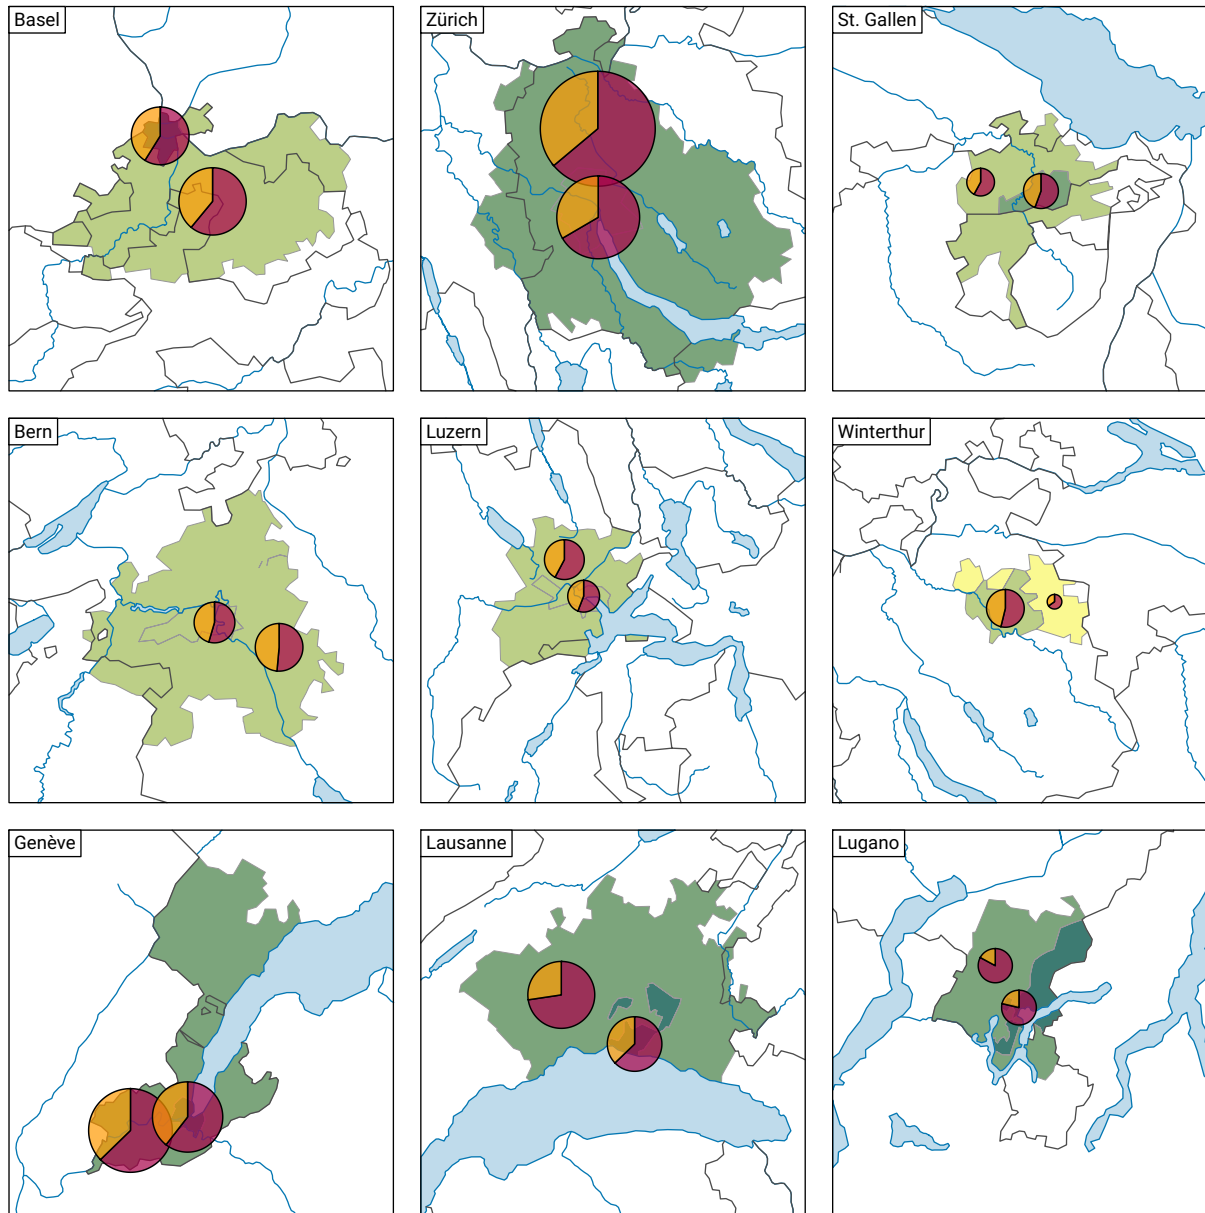 Basel
Zürich
St. Gallen
Bern
Luzern
Winterthur
Genève
Lausanne
Lugano